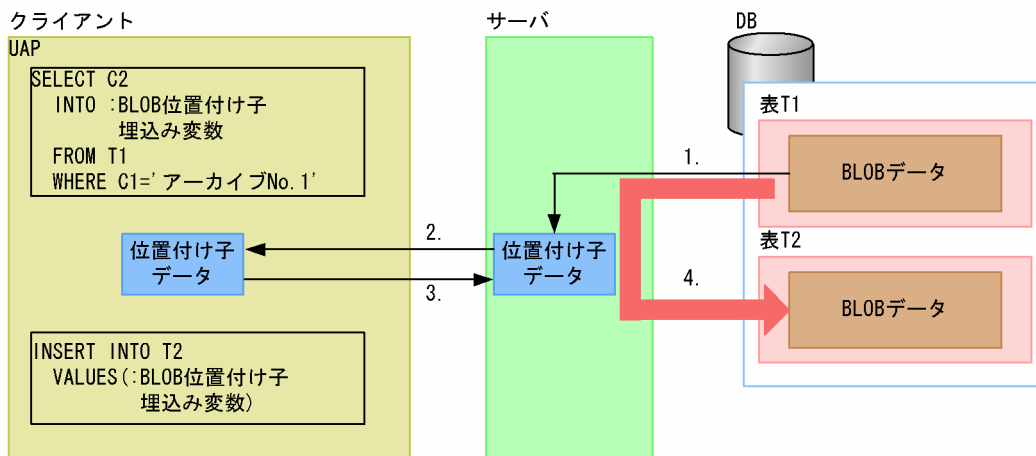 クライアント
サーバ
DB
UAP
SELECT C2
INTO :BLOB位置付け子
埋込み変数
FROM T1
WHERE C1='アーカイブNo.1'
表T1
BLOBデータ
1.
位置付け子
データ
2.
3.
位置付け子
データ
4.
表T2
BLOBデータ
INSERT INTO T2
VALUES(:BLOB位置付け子
埋込み変数)